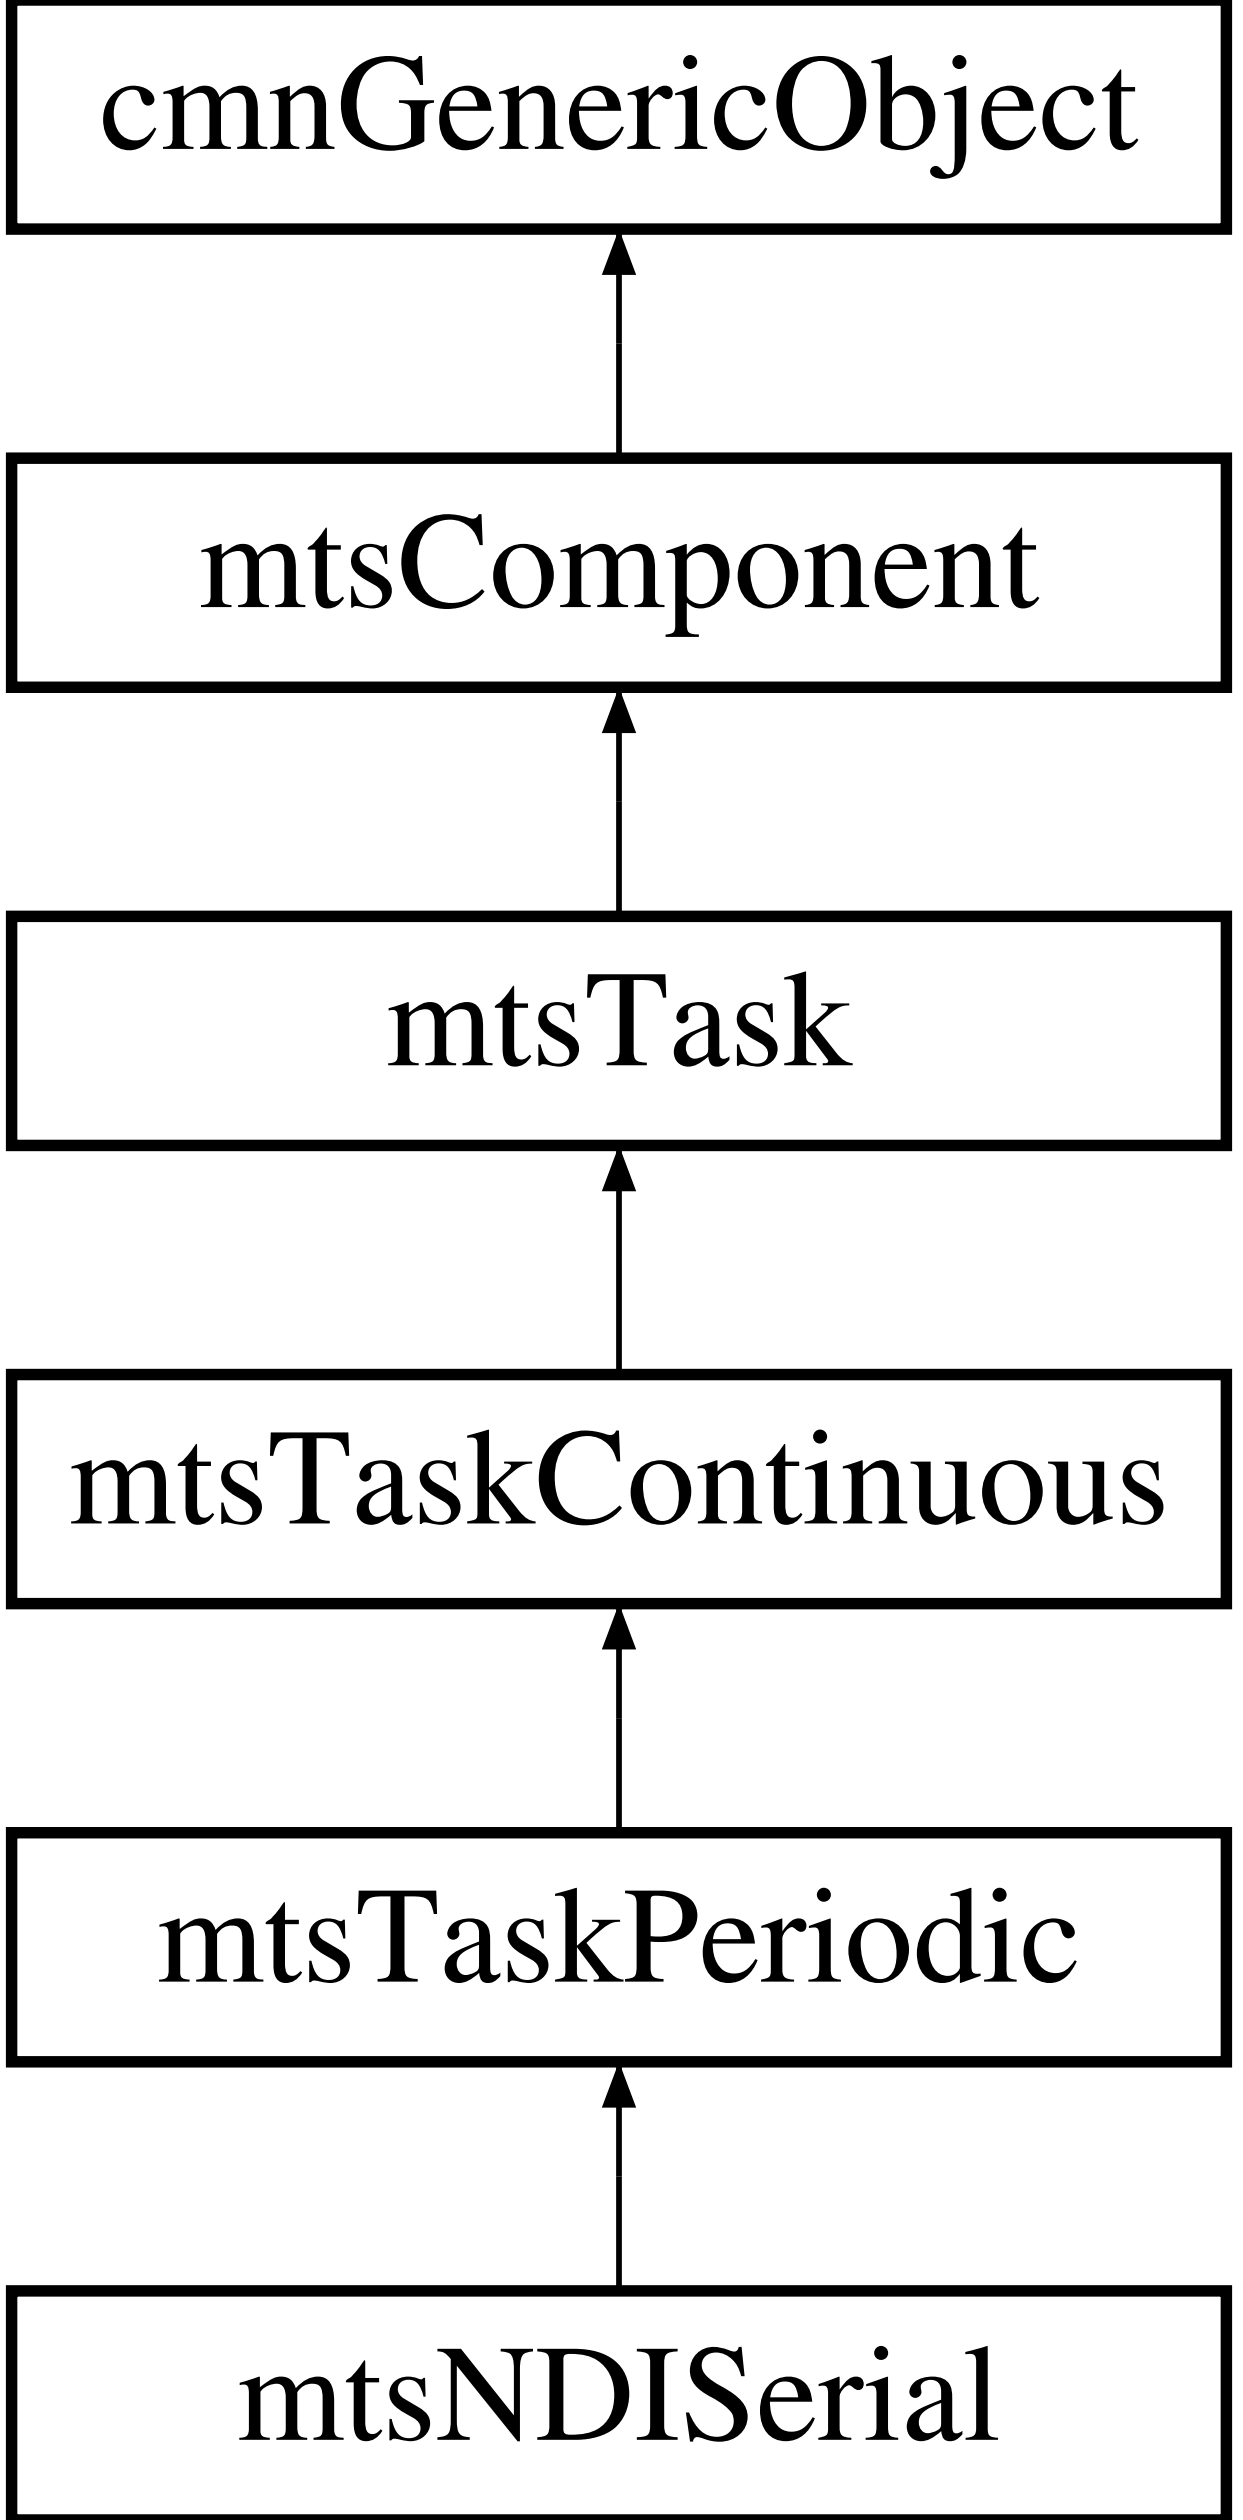 cmnGenericObject
mtsComponent
mtsTask
mtsTaskContinuous
mtsTaskPeriodic
mtsNDISerial